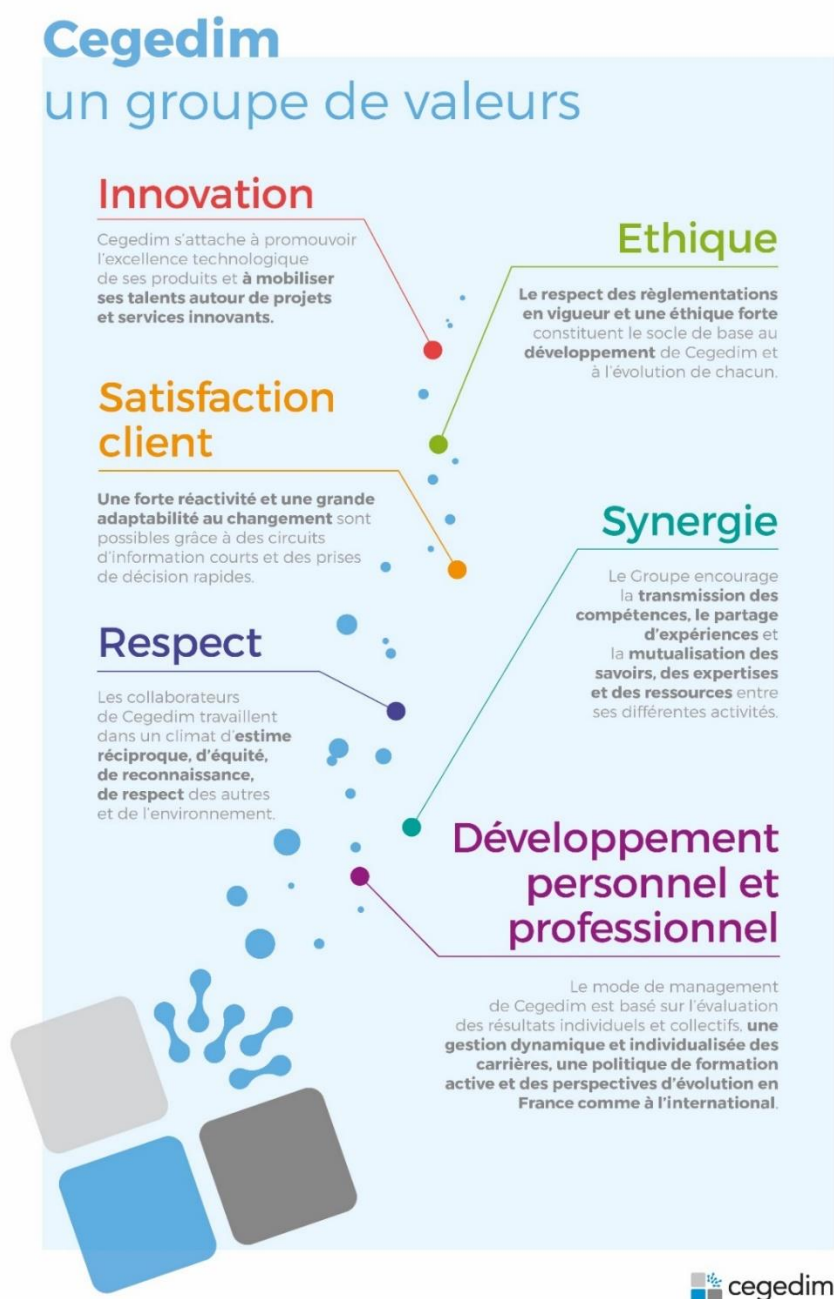 Cegedim
un groupe de valeurs
Innovation
Cegedim s'attache à promouvoir
l'excellence technologique
de ses produits et à mobiliser
ses talents autour de projets
et services innovants.
Ethique
Le respect des règlementations
en vigueur et une éthique forte
constituent le socle de base au
développement de Cegedim et
à l'évolution de chacun.
Satisfaction
client
Une forte réactivité et une grande
adaptabilité au changement sont
possibles grâce à des circuits
d'information courts et des prises
de décision rapides.
Synergie
Le Groupe encourage
la transmission des
compétences, le partage
d'expériences et
la mutualisation des
savoirs, des expertises
et des ressources entre
ses différentes activités.
Respect
Les collaborateurs
de Cegedim travaillent
dans un climat d'estime
réciproque, d'équité,
de reconnaissance,
de respect des autres
et de l'environnement.
Développement
personnel et
professionnel
Le mode de management
de Cegedim est basé sur l'évaluation
des résultats individuels et collectifs, une
gestion dynamique et individualisée des
carrières, une politique de formation
active et des perspectives d'évolution en
France comme à l'international.
cegedim